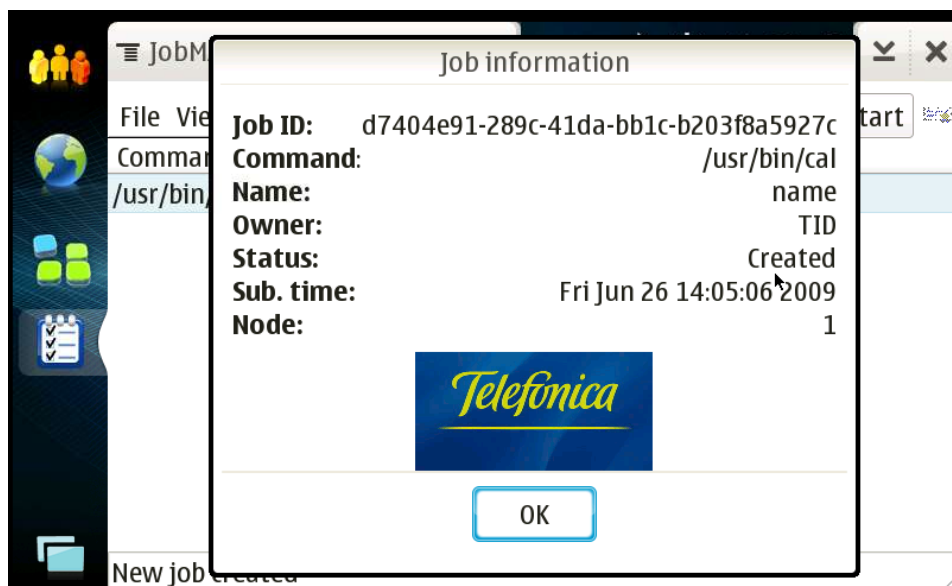 JobM
Job information
File Vie
tart
Job ID: d7404e91-289c-41da-bb1c-b203f8a5927c
Comman
Command: /usr/bin/cal
/usr/bin/
Name: name
Owner: TID
Status: Created
Sub. time: Fri Jun 26 14:05:06 2009
Node: 1
Telefónica
OK
New job created